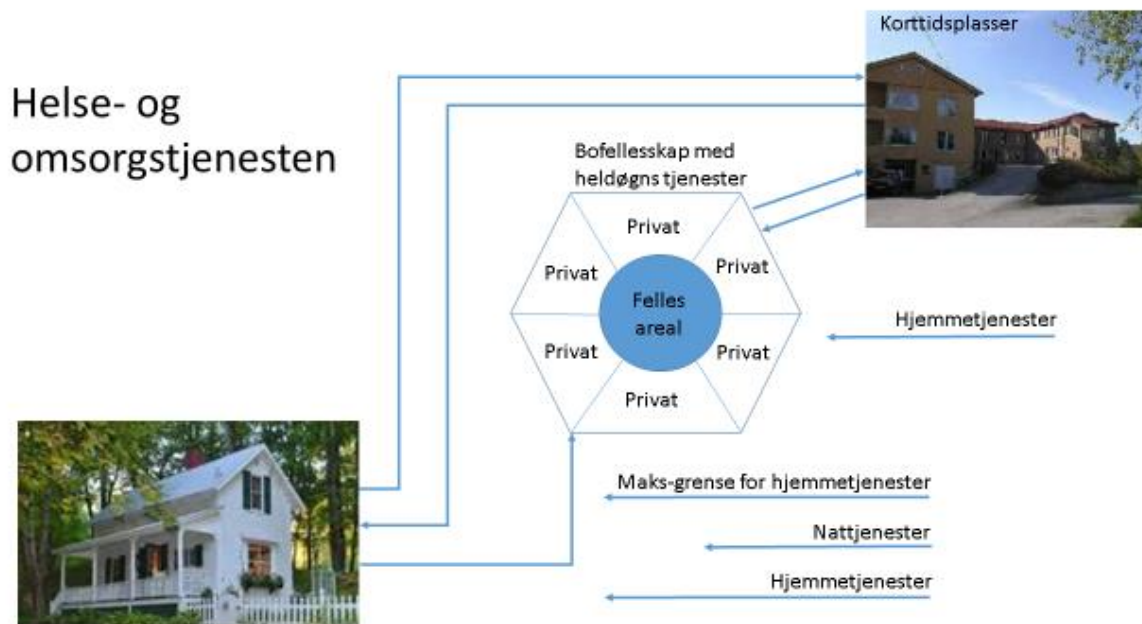 Korttidsplasser
Helse- og
omsorgstjenesten
Bofellesskap med
heldøgns tjenester
Privat
Privat
Privat
Felles
areal
Privat
Privat
Privat
Hjemmetjenester
Maks-grense for hjemmetjenester
Nattjenester
Hjemmetjenester